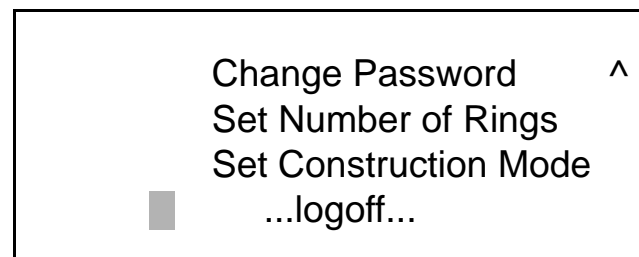 Change Password ^
Set Number of Rings
Set Construction Mode
...logoff...